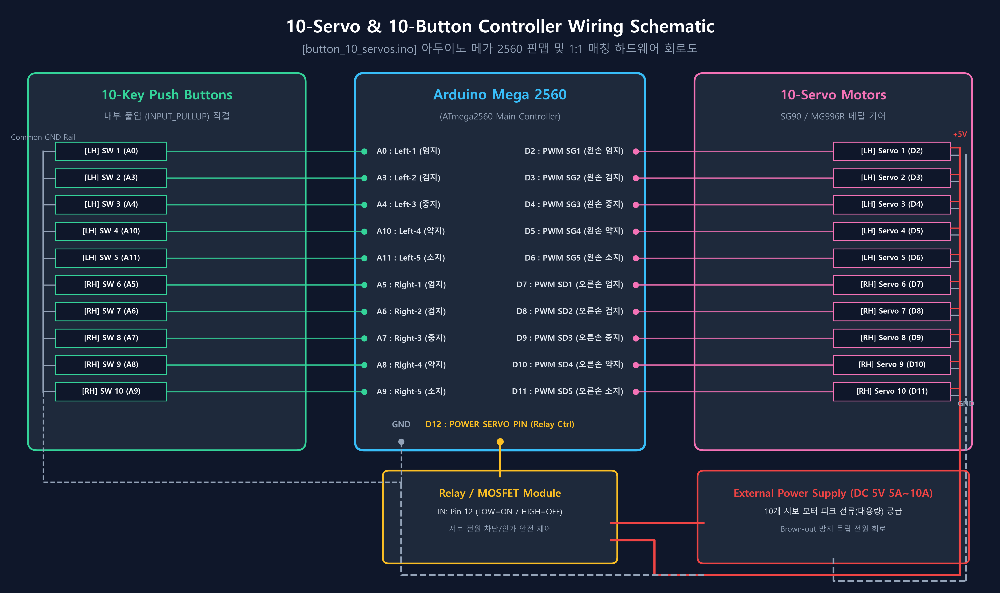 10-Servo & 10-Button Controller Wiring Schematic
[button_10_servos.ino] 아두이노 메가 2560 핀맵 및 1:1 매칭 하드웨어 회로도
10-Key Push Buttons
내부 풀업 (INPUT_PULLUP) 직결
Common GND Rail
[LH] SW 1 (A0)
[LH] SW 2 (A3)
[LH] SW 3 (A4)
[LH] SW 4 (A10)
[LH] SW 5 (A11)
[RH] SW 6 (A5)
[RH] SW 7 (A6)
[RH] SW 8 (A7)
[RH] SW 9 (A8)
[RH] SW 10 (A9)
Arduino Mega 2560
(ATmega2560 Main Controller)
A0 : Left-1 (엄지)
A3 : Left-2 (검지)
A4 : Left-3 (중지)
A10 : Left-4 (약지)
A11 : Left-5 (소지)
A5 : Right-1 (엄지)
A6 : Right-2 (검지)
A7 : Right-3 (중지)
A8 : Right-4 (약지)
A9 : Right-5 (소지)
D2 : PWM SG1 (왼손 엄지)
D3 : PWM SG2 (왼손 검지)
D4 : PWM SG3 (왼손 중지)
D5 : PWM SG4 (왼손 약지)
D6 : PWM SG5 (왼손 소지)
D7 : PWM SD1 (오른손 엄지)
D8 : PWM SD2 (오른손 검지)
D9 : PWM SD3 (오른손 중지)
D10 : PWM SD4 (오른손 약지)
D11 : PWM SD5 (오른손 소지)
GND
D12 : POWER_SERVO_PIN (Relay Ctrl)
10-Servo Motors
SG90 / MG996R 메탈 기어
+5V
[LH] Servo 1 (D2)
[LH] Servo 2 (D3)
[LH] Servo 3 (D4)
[LH] Servo 4 (D5)
[LH] Servo 5 (D6)
[RH] Servo 6 (D7)
[RH] Servo 7 (D8)
[RH] Servo 8 (D9)
[RH] Servo 9 (D10)
[RH] Servo 10 (D11)
GND
Relay / MOSFET Module
IN: Pin 12 (LOW=ON / HIGH=OFF)
서보 전원 차단/인가 안전 제어
External Power Supply (DC 5V 5A~10A)
10개 서보 모터 피크 전류(대용량) 공급
Brown-out 방지 독립 전원 회로